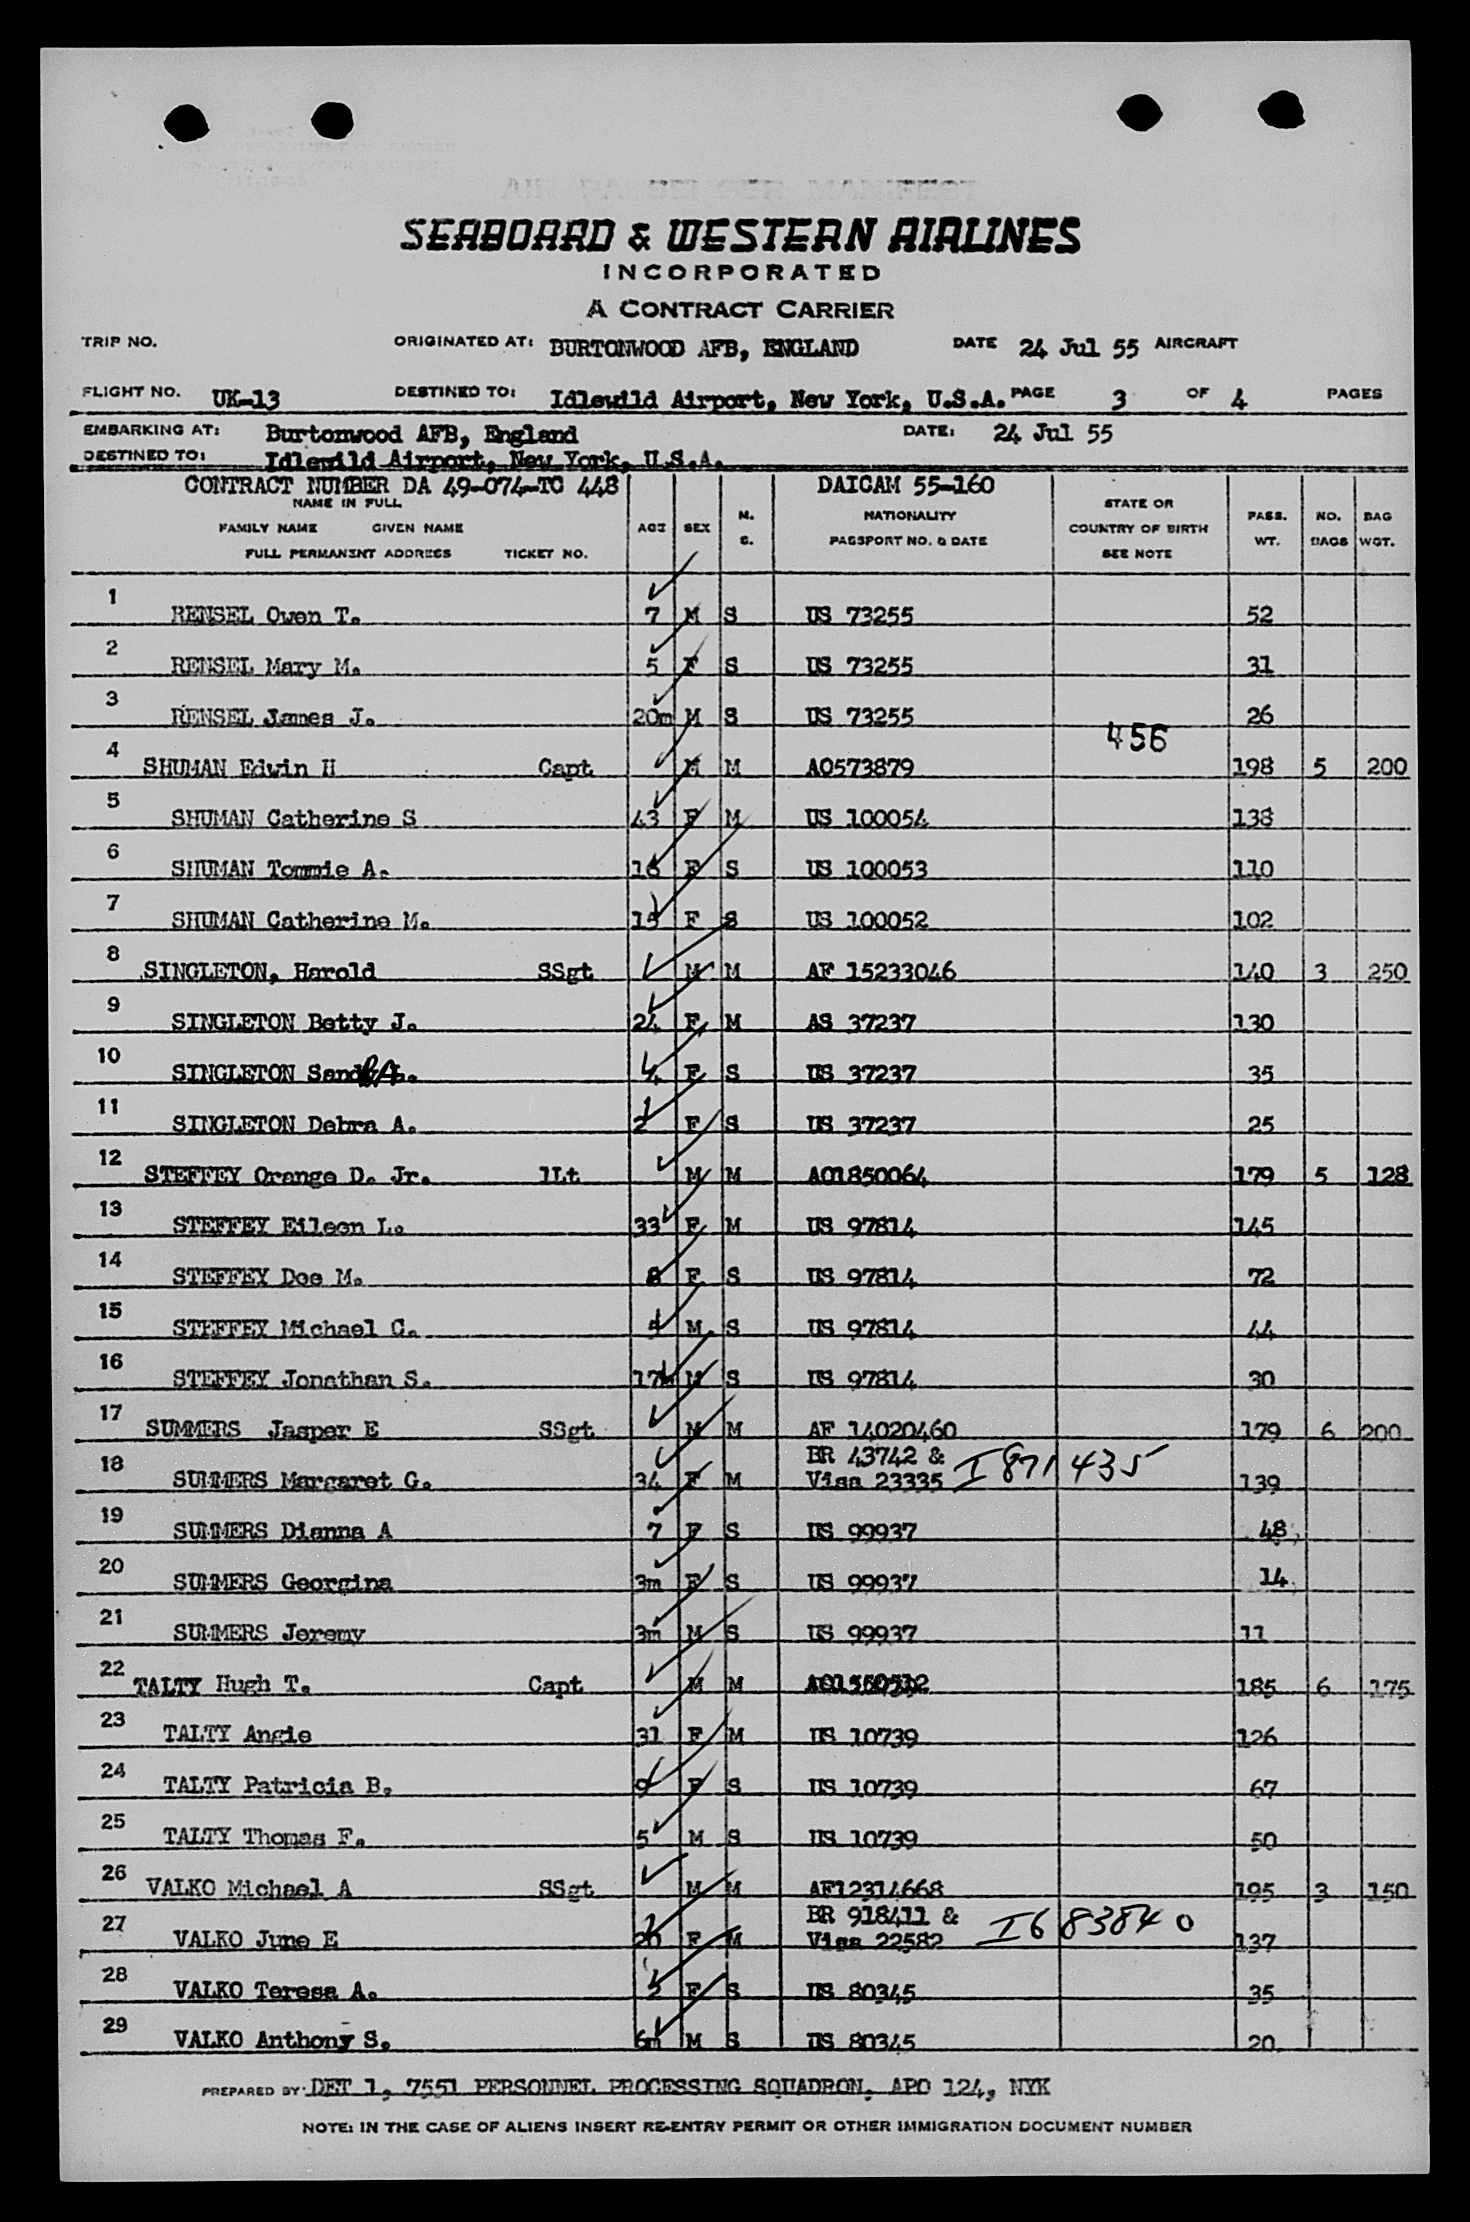 SEABOARD & WESTERN AIRLINES
INCORPORATED
A CONTRACT CARRIER
TRIP NO. ORIGINATED AT: BURTONWOOD AFB, ENGLAND DATE 24 Jul 55 AIRCRAFT
FLIGHT NO. UK-13 DESTINED TO: Idlewild Airport, New York, U.S.A. PAGE 3 OF 4 PAGES
EMBARKING AT: Burtonwood AFB, England DATE: 24 Jul 55
DESTINED TO: Idlewild Airport, New York, U.S.A.
CONTRACT NUMBER DA 49-074-TC 448 DAICAM 55-160
NAME IN FULL
FAMILY NAME GIVEN NAME
FULL PERMANENT ADDRESS TICKET NO.
AGE SEX M. S. NATIONALITY PASSPORT NO. & DATE STATE OR COUNTRY OF BIRTH SEE NOTE PASS. WT. NO. BAGS BAG WGT.
1 RENSEL Owen T. 7 M S US 73255 52
2 RENSEL Mary M. 5 F S US 73255 31
3 RENSEL James J. 20m M S US 73255 26
456
4 SHUMAN Edwin H Capt M M AO573879 198 5 200
5 SHUMAN Catherine S 43 F M US 100054 138
6 SHUMAN Tommie A. 16 F S US 100053 110
7 SHUMAN Catherine M. 15 F S US 100052 102
8 SINGLETON, Harold SSgt M M AF 15233046 140 3 250
9 SINGLETON Betty J. 24 F M AS 37237 130
10 SINGLETON 4 F S US 37237 35
11 SINGLETON Debra A. 2 F S US 37237 25
12 STEFFEY Orange D. Jr. 1Lt M M AO1850064 179 5 128
13 STEFFEY Eileen L. 33 F M US 97814 145
14 STEFFEY Dee M. 8 F S US 97814 72
15 STEFFEY Michael C. 4 M S US 97814 44
16 STEFFEY Jonathan S. 17m M S US 97814 30
17 SUMMERS Jasper E SSgt M M AF 14020460 179 6 200
18 SUMMERS Margaret G. 34 F M BR 43742 & Visa 23335 I 871 435 139
19 SUMMERS Dianna A 7 F S US 99937 48
20 SUMMERS Georgina 3m F S US 99937 14
21 SUMMERS Jeremy 3m M S US 99937 11
22 TALTY Hugh T. Capt M M 185 6 175
23 TALTY Angie 31 F M US 10739 126
24 TALTY Patricia B. 9 F S US 10739 67
25 TALTY Thomas F. 5 M S US 10739 50
26 VALKO Michael A SSgt M M AF12314668 195 3 150
27 VALKO June E 20 F M BR 918411 & Visa 22582 I6 83840 137
28 VALKO Teresa A. 2 F S US 80345 35
29 VALKO Anthony S. 6m M S US 80345 20
PREPARED BY: DET 1, 7551 PERSONNEL PROCESSING SQUADRON, APO 124, NYK
NOTE: IN THE CASE OF ALIENS INSERT RE-ENTRY PERMIT OR OTHER IMMIGRATION DOCUMENT NUMBER